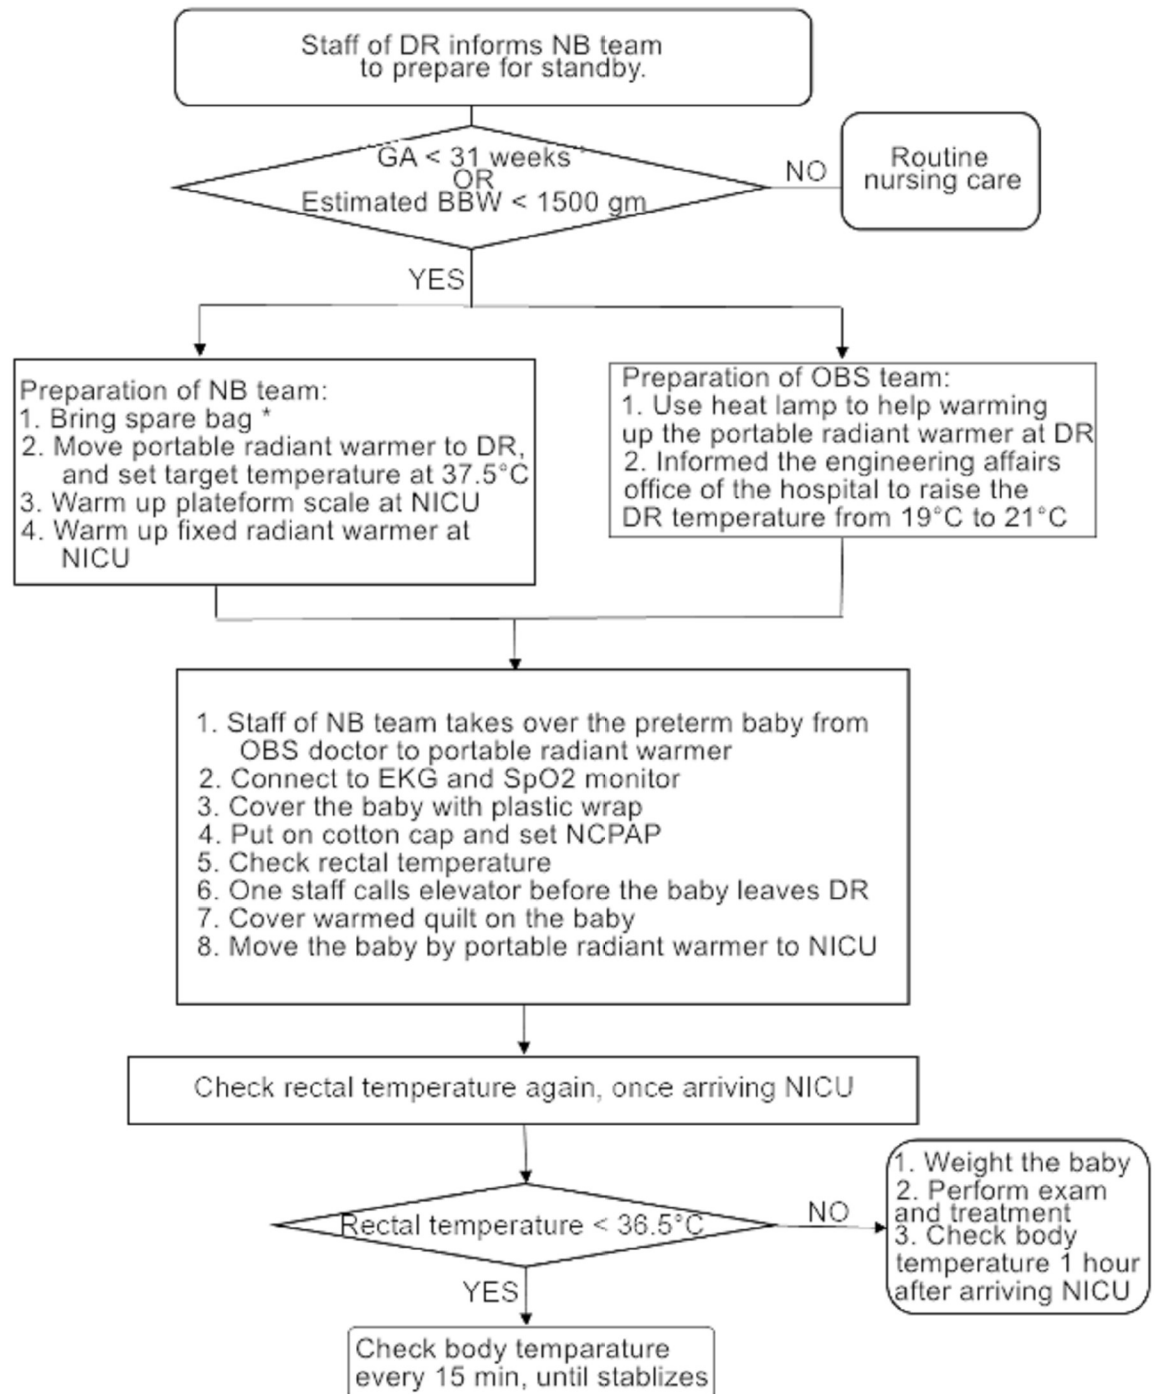 Staff of DR informs NB team
to prepare for standby.
GA < 31 weeks
OR
Estimated BBW < 1500 gm
NO
Routine
nursing care
YES
Preparation of NB team:
1. Bring spare bag *
2. Move portable radiant warmer to DR,
and set target temperature at 37.5°C
3. Warm up plateform scale at NICU
4. Warm up fixed radiant warmer at
NICU
Preparation of OBS team:
1. Use heat lamp to help warming
up the portable radiant warmer at DR
2. Informed the engineering affairs
office of the hospital to raise the
DR temperature from 19°C to 21°C
1. Staff of NB team takes over the preterm baby from
OBS doctor to portable radiant warmer
2. Connect to EKG and SpO2 monitor
3. Cover the baby with plastic wrap
4. Put on cotton cap and set NCPAP
5. Check rectal temperature
6. One staff calls elevator before the baby leaves DR
7. Cover warmed quilt on the baby
8. Move the baby by portable radiant warmer to NICU
Check rectal temperature again, once arriving NICU
Rectal temperature < 36.5°C
NO
1. Weight the baby
2. Perform exam
and treatment
3. Check body
temperature 1 hour
after arriving NICU
YES
Check body temparature
every 15 min, until stablizes